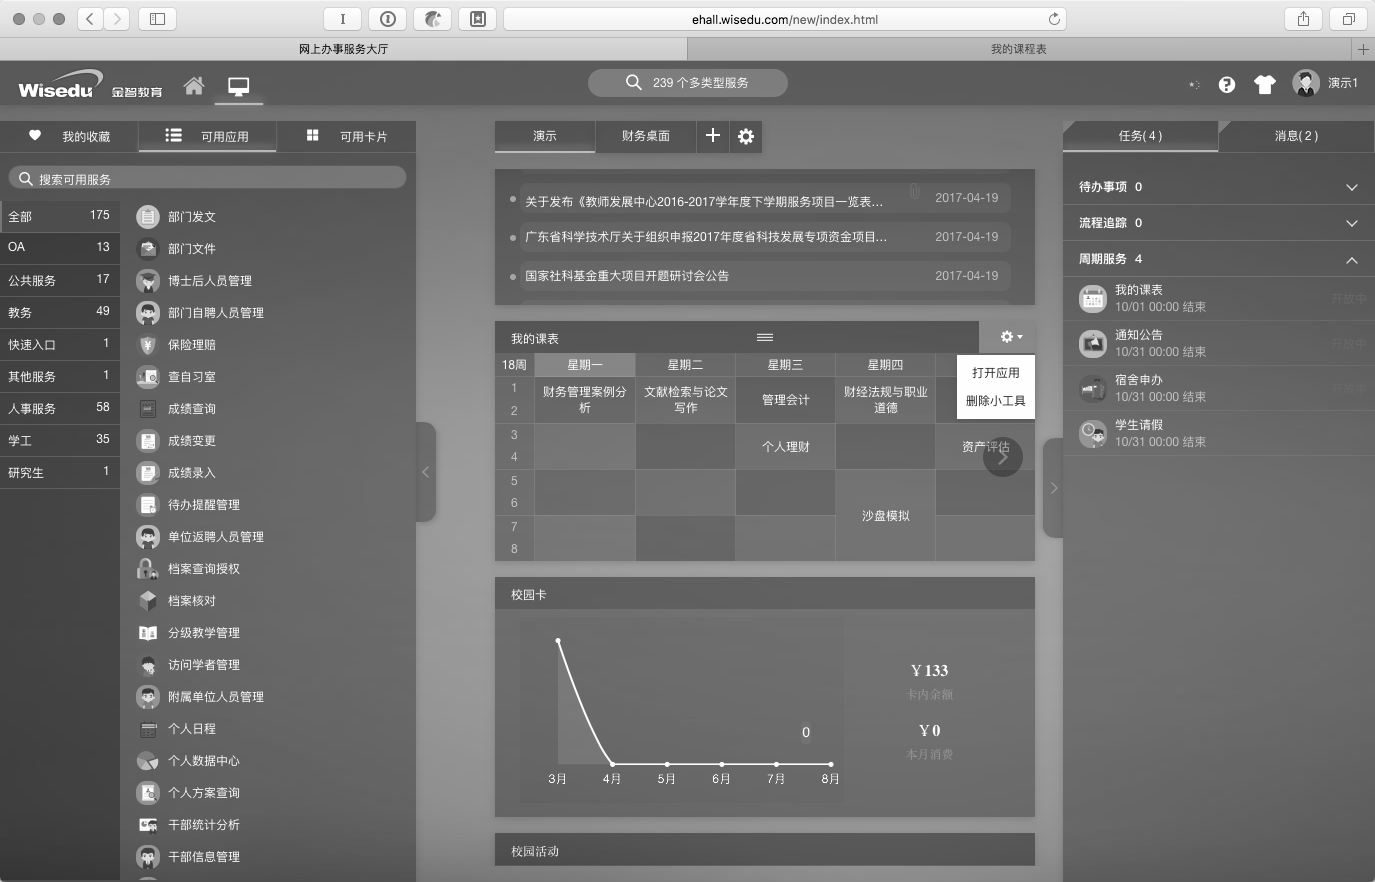 ehall.wisedu.com/new/index.html
网上办事服务大厅
我的课程表
Wisedu 金智教育
239 个多类型服务
演示1
我的收藏
可用应用
可用卡片
搜索可用服务
全部 175
OA 13
公共服务 17
教务 49
快速入口 1
其他服务 1
人事服务 58
学工 35
研究生 1
部门发文
部门文件
博士后人员管理
部门自聘人员管理
保险理赔
查自习室
成绩查询
成绩变更
成绩录入
待办提醒管理
单位返聘人员管理
档案查询授权
档案核对
分级教学管理
访问学者管理
附属单位人员管理
个人日程
个人数据中心
个人方案查询
干部统计分析
干部信息管理
演示
财务桌面
关于发布《教师发展中心2016-2017学年度下学期服务项目一览表... 2017-04-19
广东省科学技术厅关于组织申报2017年度省科技发展专项资金项目... 2017-04-19
国家社科基金重大项目开题研讨会公告 2017-04-19
我的课表
打开应用
删除小工具
18周 星期一 星期二 星期三 星期四
1
2
财务管理案例分
析
文献检索与论文
写作
管理会计
财经法规与职业
道德
3
4
个人理财
资产评估
5
6
7
8
沙盘模拟
校园卡
0
3月 4月 5月 6月 7月 8月
￥133
卡内余额
￥0
本月消费
校园活动
任务( 4 )
消息( 2 )
待办事项 0
流程追踪 0
周期服务 4
我的课表
10/01 00:00 结束
开放中
通知公告
10/31 00:00 结束
开放中
宿舍申办
10/31 00:00 结束
开放中
学生请假
10/31 00:00 结束